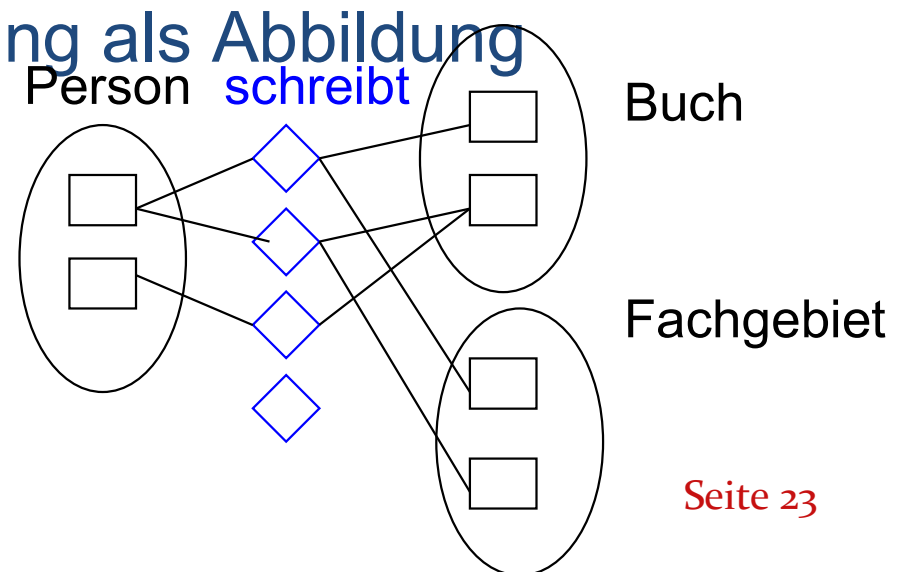 ng als Abbildung
Person schreibt
Buch
Fachgebiet
Seite 23